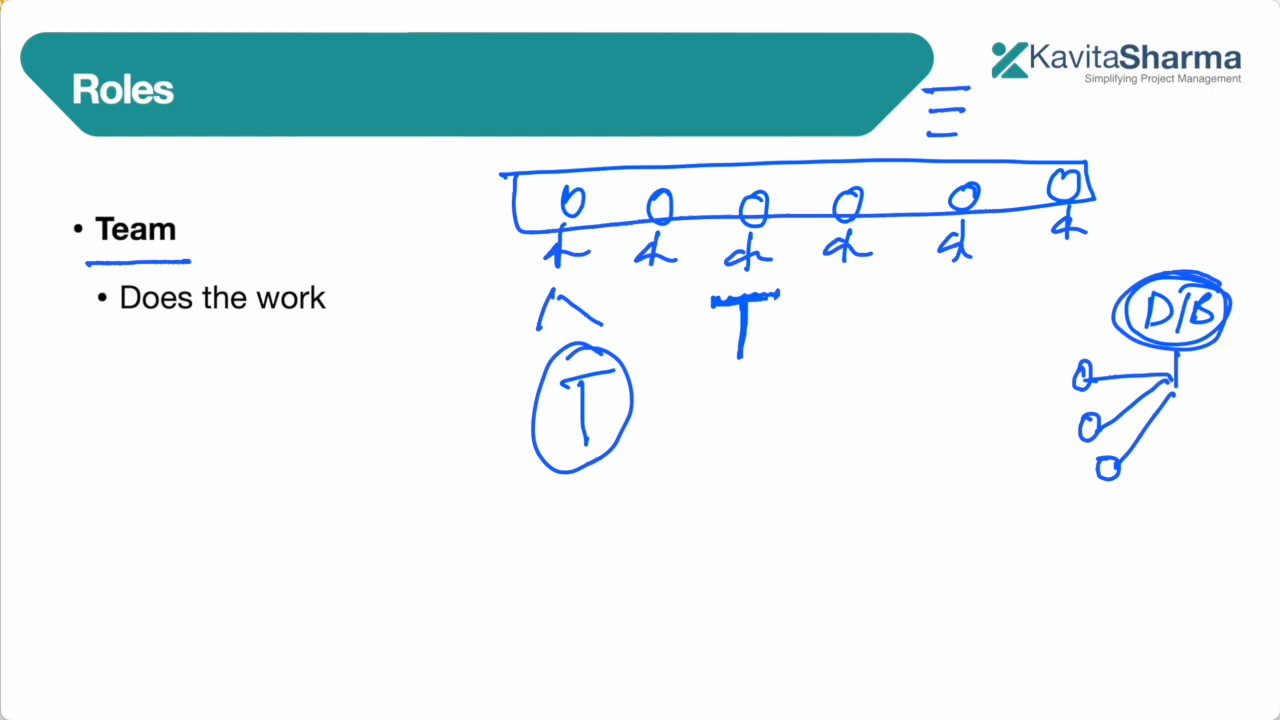 Roles
KavitaSharma
Simplifying Project Management
• Team
• Does the work
T
T
D/B